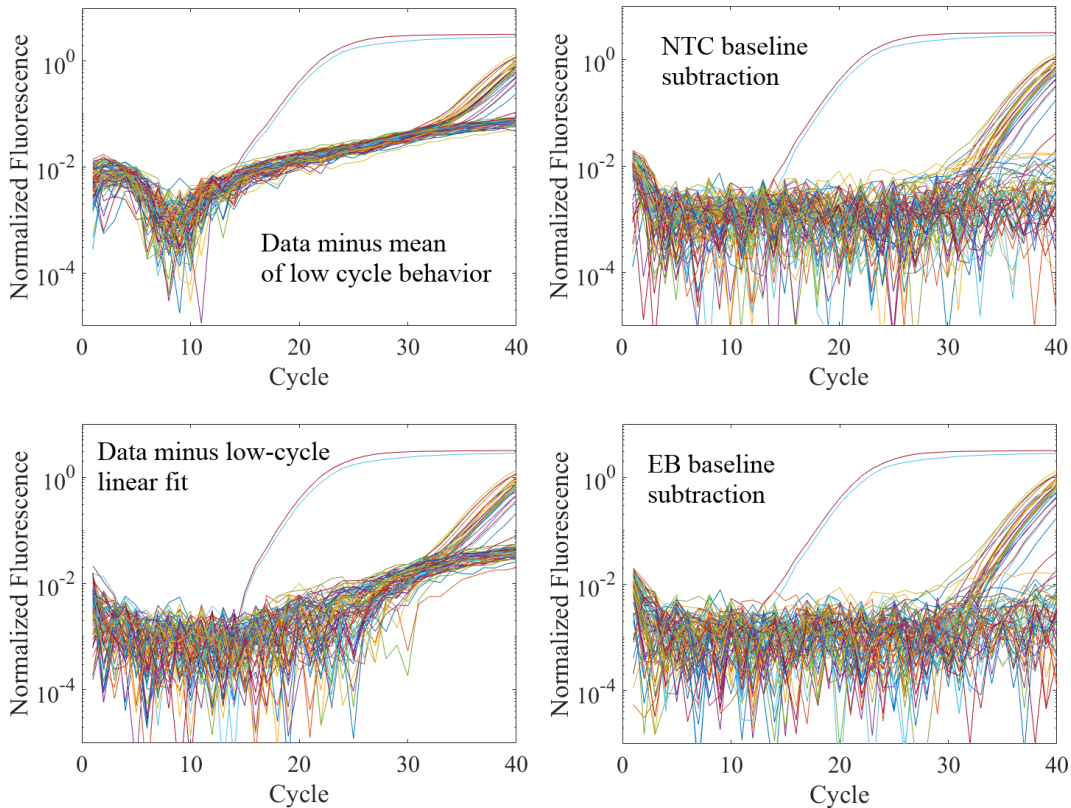 10^0
10^-2
10^-4
Normalized Fluorescence
Data minus mean
of low cycle behavior
0
10
20
30
40
Cycle
10^0
10^-2
10^-4
Normalized Fluorescence
NTC baseline
subtraction
0
10
20
30
40
Cycle
10^0
10^-2
10^-4
Normalized Fluorescence
Data minus low-cycle
linear fit
0
10
20
30
40
Cycle
10^0
10^-2
10^-4
Normalized Fluorescence
EB baseline
subtraction
0
10
20
30
40
Cycle